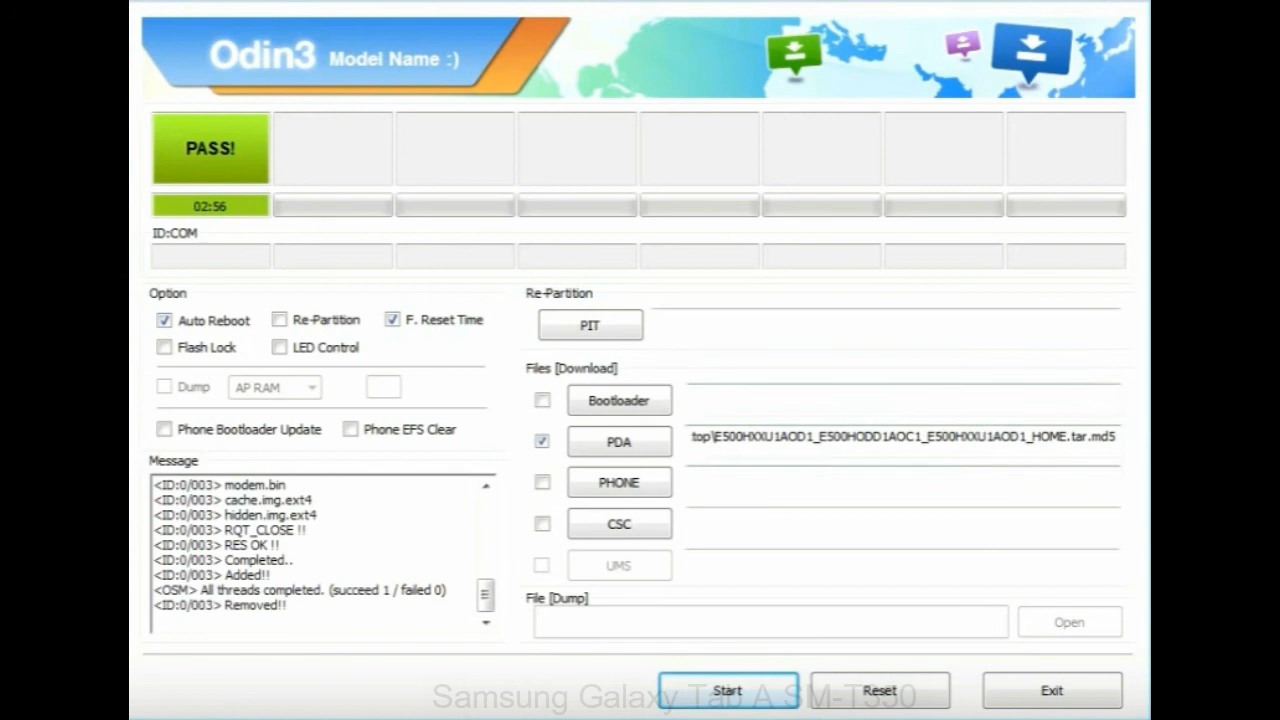 Odin3 Model Name :)
PASS!
02:56
ID:COM
Option
Auto Reboot
Re-Partition
F. Reset Time
Flash Lock
LED Control
Dump
AP RAM
Phone Bootloader Update
Phone EFS Clear
Message
<ID:0/003> modem.bin
<ID:0/003> cache.img.ext4
<ID:0/003> hidden.img.ext4
<ID:0/003> RQT_CLOSE !!
<ID:0/003> RES OK !!
<ID:0/003> Completed..
<ID:0/003> Added!!
<OSM> All threads completed. (succeed 1 / failed 0)
<ID:0/003> Removed!!
Re-Partition
PIT
Files [Download]
Bootloader
PDA
top\E500HXXU1AOD1_E500HODD1AOC1_E500HXXU1AOD1_HOME.tar.md5
PHONE
CSC
UMS
File [Dump]
Open
Start
Reset
Exit
Samsung Galaxy Tab A SM-T550